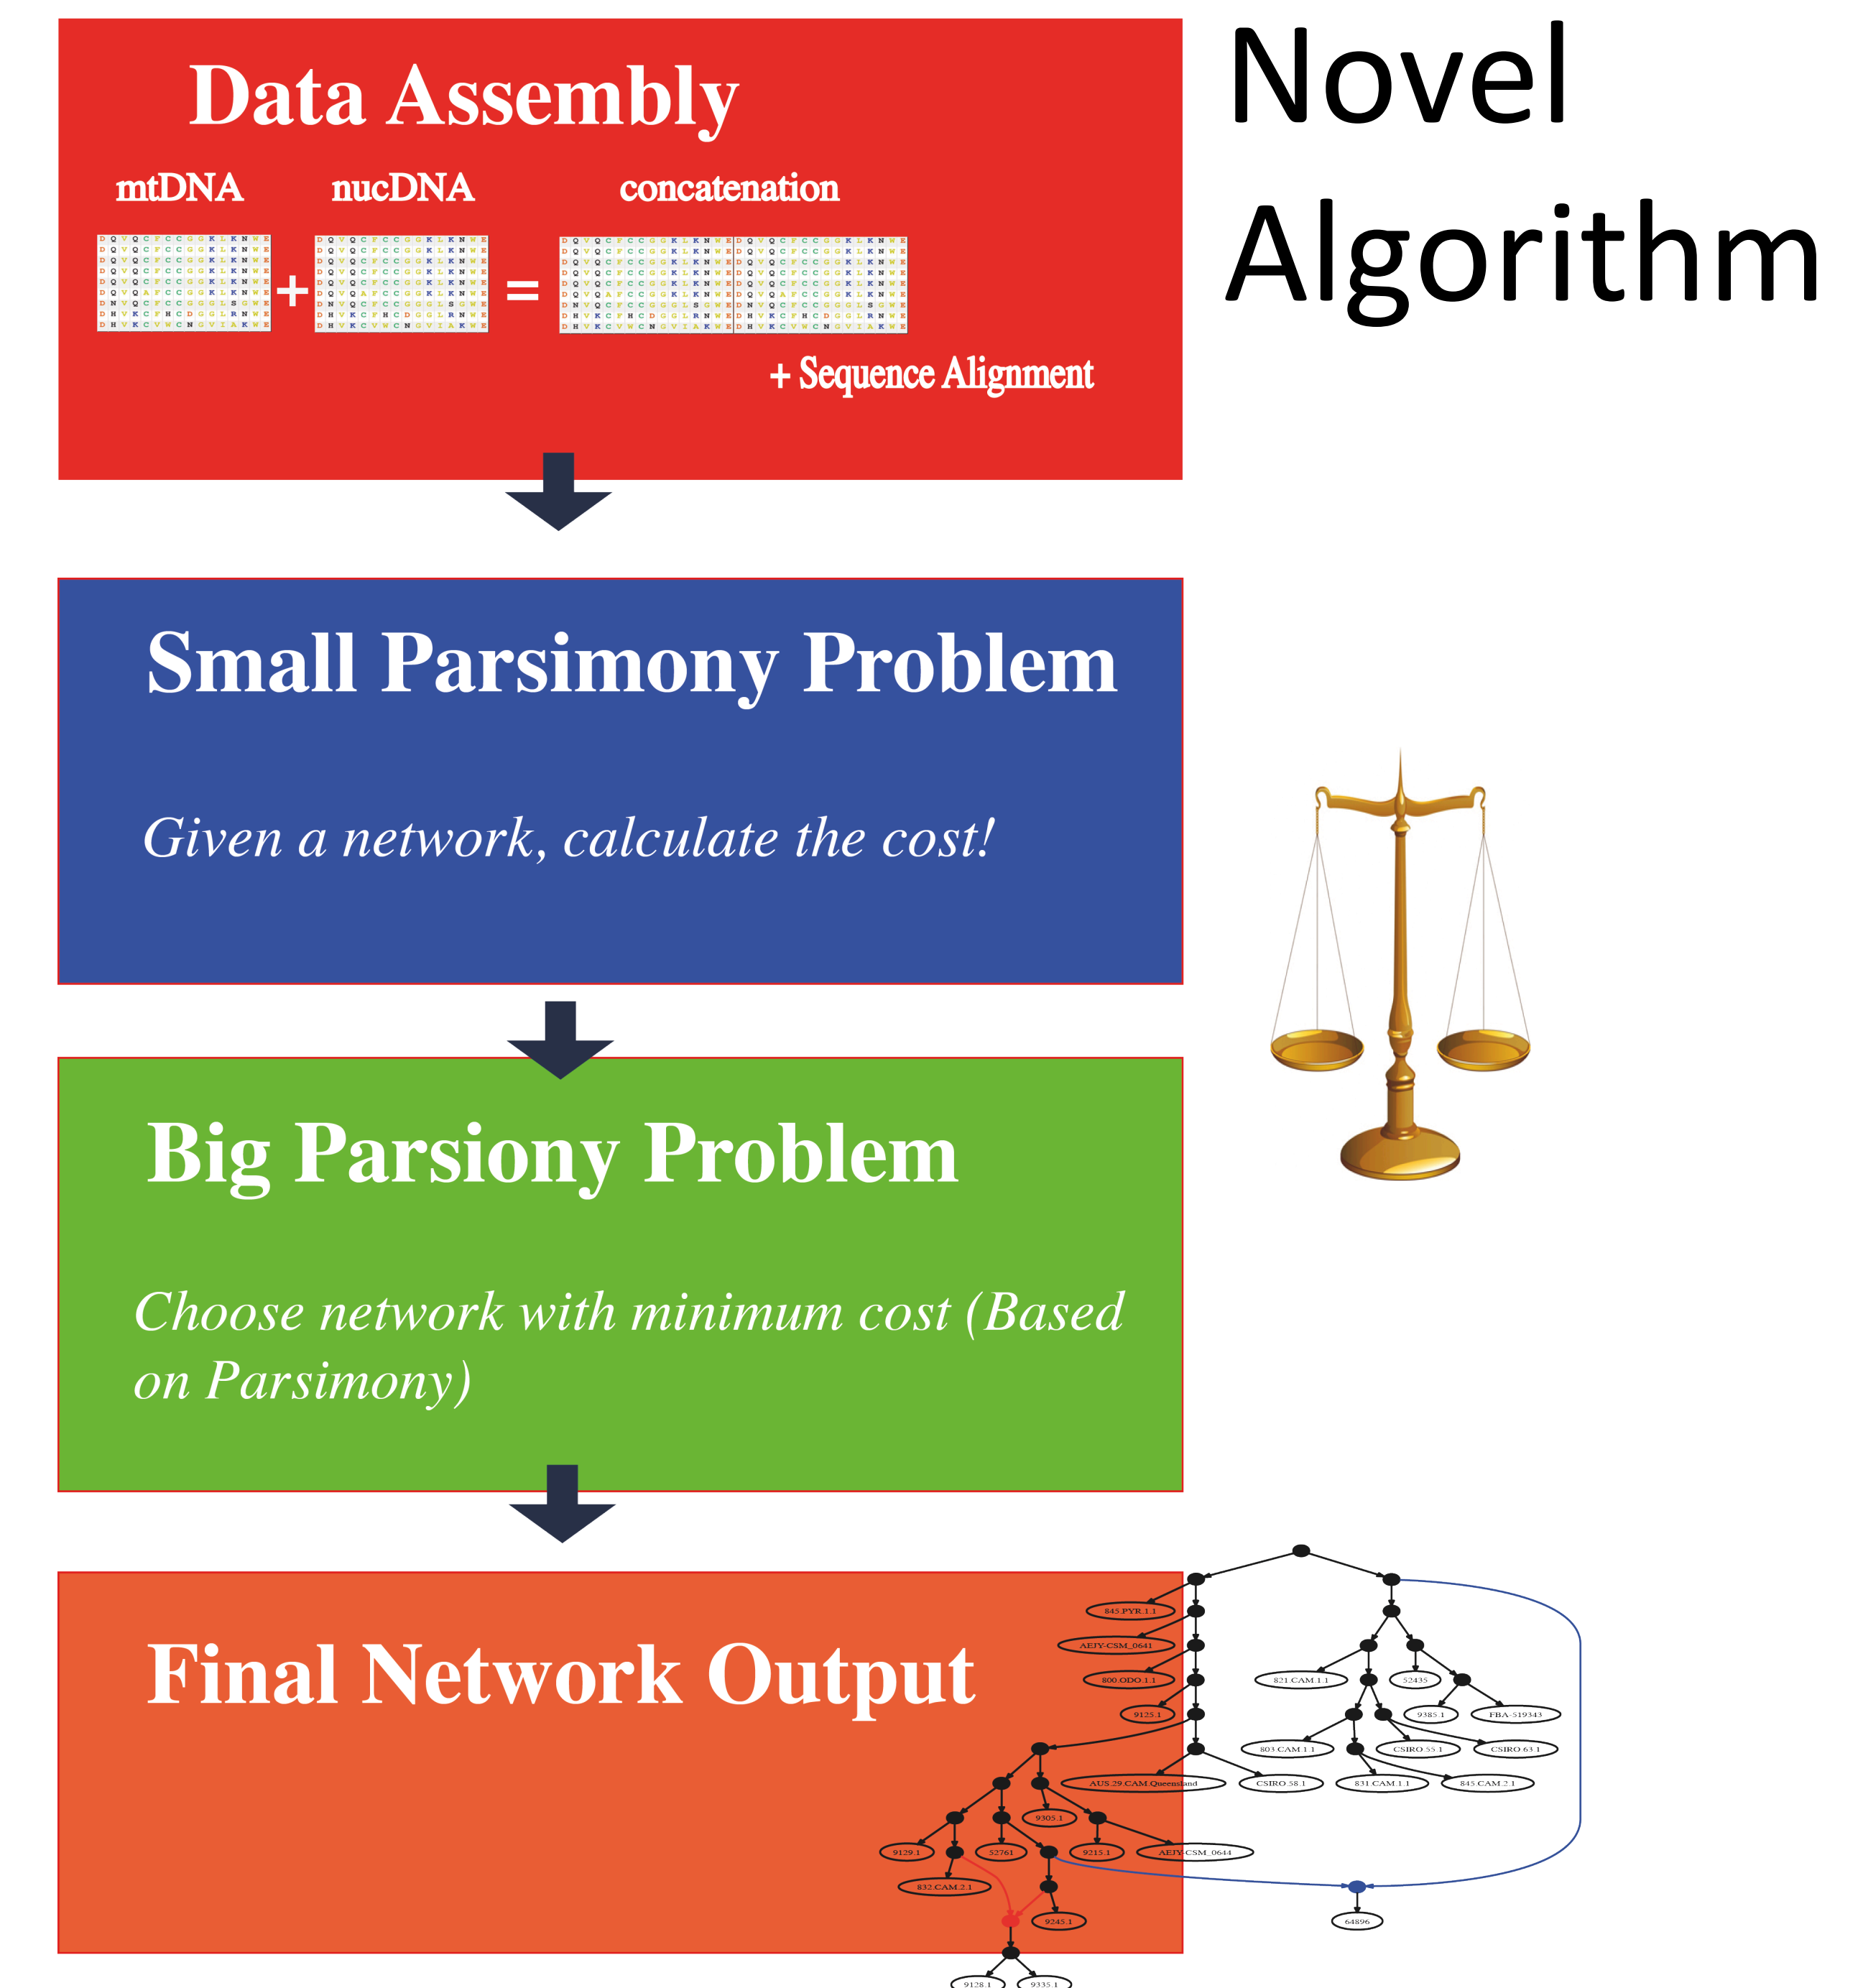 Novel
Algorithm
Data Assembly
mtDNA nucDNA concatenation
D Q V Q C F C C G G K L K N W E D Q V Q C F C C G G K L K N W E D Q V Q C F C C G G K L K N W E D Q V Q C F C C G G K L K N W E
D Q V Q C F C C G G K L K N W E D Q V Q C F C C G G K L K N W E D Q V Q C F C C G G K L K N W E D Q V Q C F C C G G K L K N W E
D Q V Q C F C C G G K L K N W E D Q V Q C F C C G G K L K N W E D Q V Q C F C C G G K L K N W E D Q V Q C F C C G G K L K N W E
D Q V Q C F C C G G K L K N W E D Q V Q C F C C G G K L K N W E D Q V Q C F C C G G K L K N W E D Q V Q C F C C G G K L K N W E
D Q V Q C F C C G G K L K N W E D Q V Q C F C C G G K L K N W E D Q V Q C F C C G G K L K N W E D Q V Q C F C C G G K L K N W E
D Q V Q A F C C G G K L K N W E + D Q V Q A F C C G G K L K N W E = D Q V Q A F C C G G K L K N W E D Q V Q A F C C G G K L K N W E
D N V Q C F C C G G G L S G W E D N V Q C F C C G G G L S G W E D N V Q C F C C G G G L S G W E D N V Q C F C C G G G L S G W E
D H V K C F H C D G G L R N W E D H V K C F H C D G G L R N W E D H V K C F H C D G G L R N W E D H V K C F H C D G G L R N W E
D H V K C V W C N G V I A K W E D H V K C V W C N G V I A K W E D H V K C V W C N G V I A K W E D H V K C V W C N G V I A K W E
+ Sequence Alignment
Small Parsimony Problem
Given a network, calculate the cost!
Big Parsiony Problem
Choose network with minimum cost (Based
on Parsimony)
Final Network Output
845.PYR.1.1
AEJY-CSM_0641
800.ODO.1.1 821.CAM.1.1 52435
9125.1 9385.1 FBA-519343
803.CAM.1.1 CSIRO.55.1 CSIRO.63.1
AUS.29.CAM.Queensland CSIRO.58.1 831.CAM.1.1 845.CAM.2.1
9305.1
9129.1 52761 9215.1 AEJY-CSM_0644
832.CAM.2.1
9245.1 64896
9128.1 9335.1